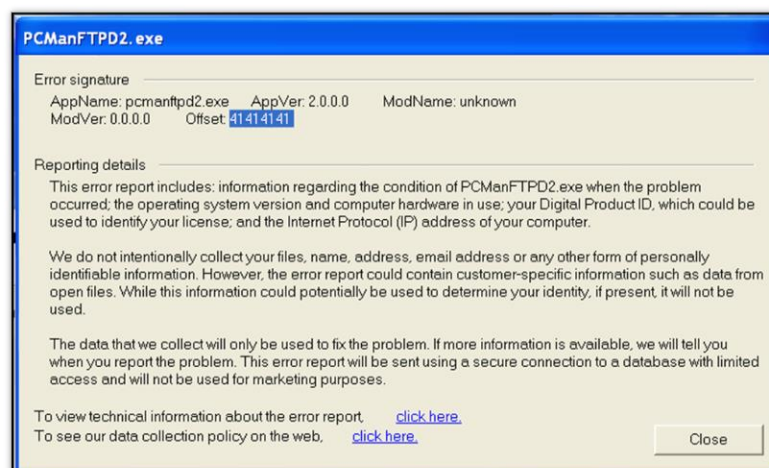 PCManFTPD2.exe
Error signature
AppName: pcmanftpd2.exe AppVer: 2.0.0.0 ModName: unknown
ModVer: 0.0.0.0 Offset: 41414141
Reporting details
This error report includes: information regarding the condition of PCManFTPD2.exe when the problem
occurred; the operating system version and computer hardware in use; your Digital Product ID, which could be
used to identify your license; and the Internet Protocol (IP) address of your computer.
We do not intentionally collect your files, name, address, email address or any other form of personally
identifiable information. However, the error report could contain customer-specific information such as data from
open files. While this information could potentially be used to determine your identity, if present, it will not be
used.
The data that we collect will only be used to fix the problem. If more information is available, we will tell you
when you report the problem. This error report will be sent using a secure connection to a database with limited
access and will not be used for marketing purposes.
To view technical information about the error report, click here.
To see our data collection policy on the web, click here.
Close